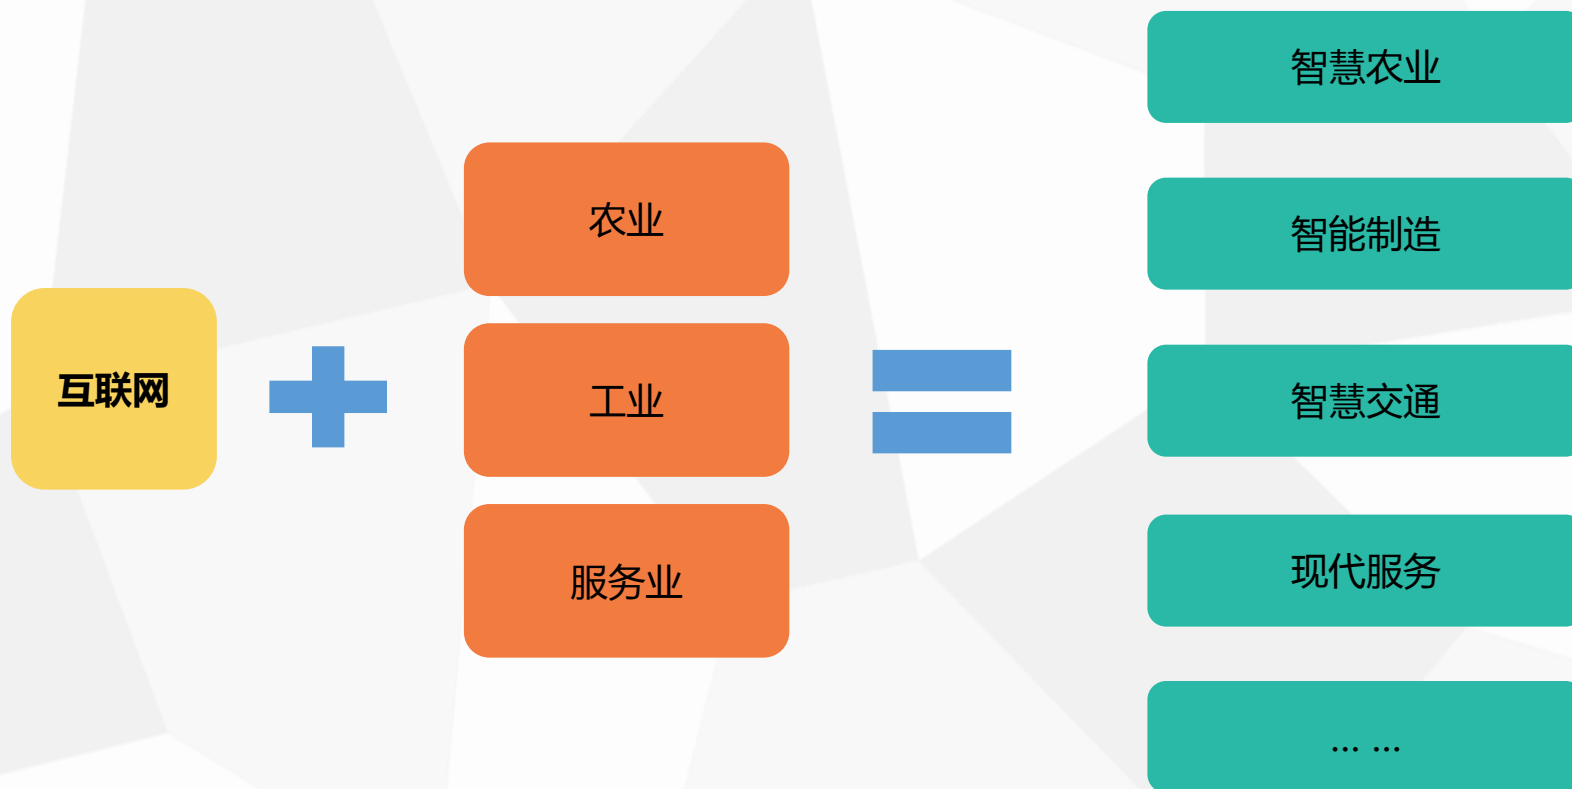 互联网
农业
工业
服务业
智慧农业
智能制造
智慧交通
现代服务
... ...